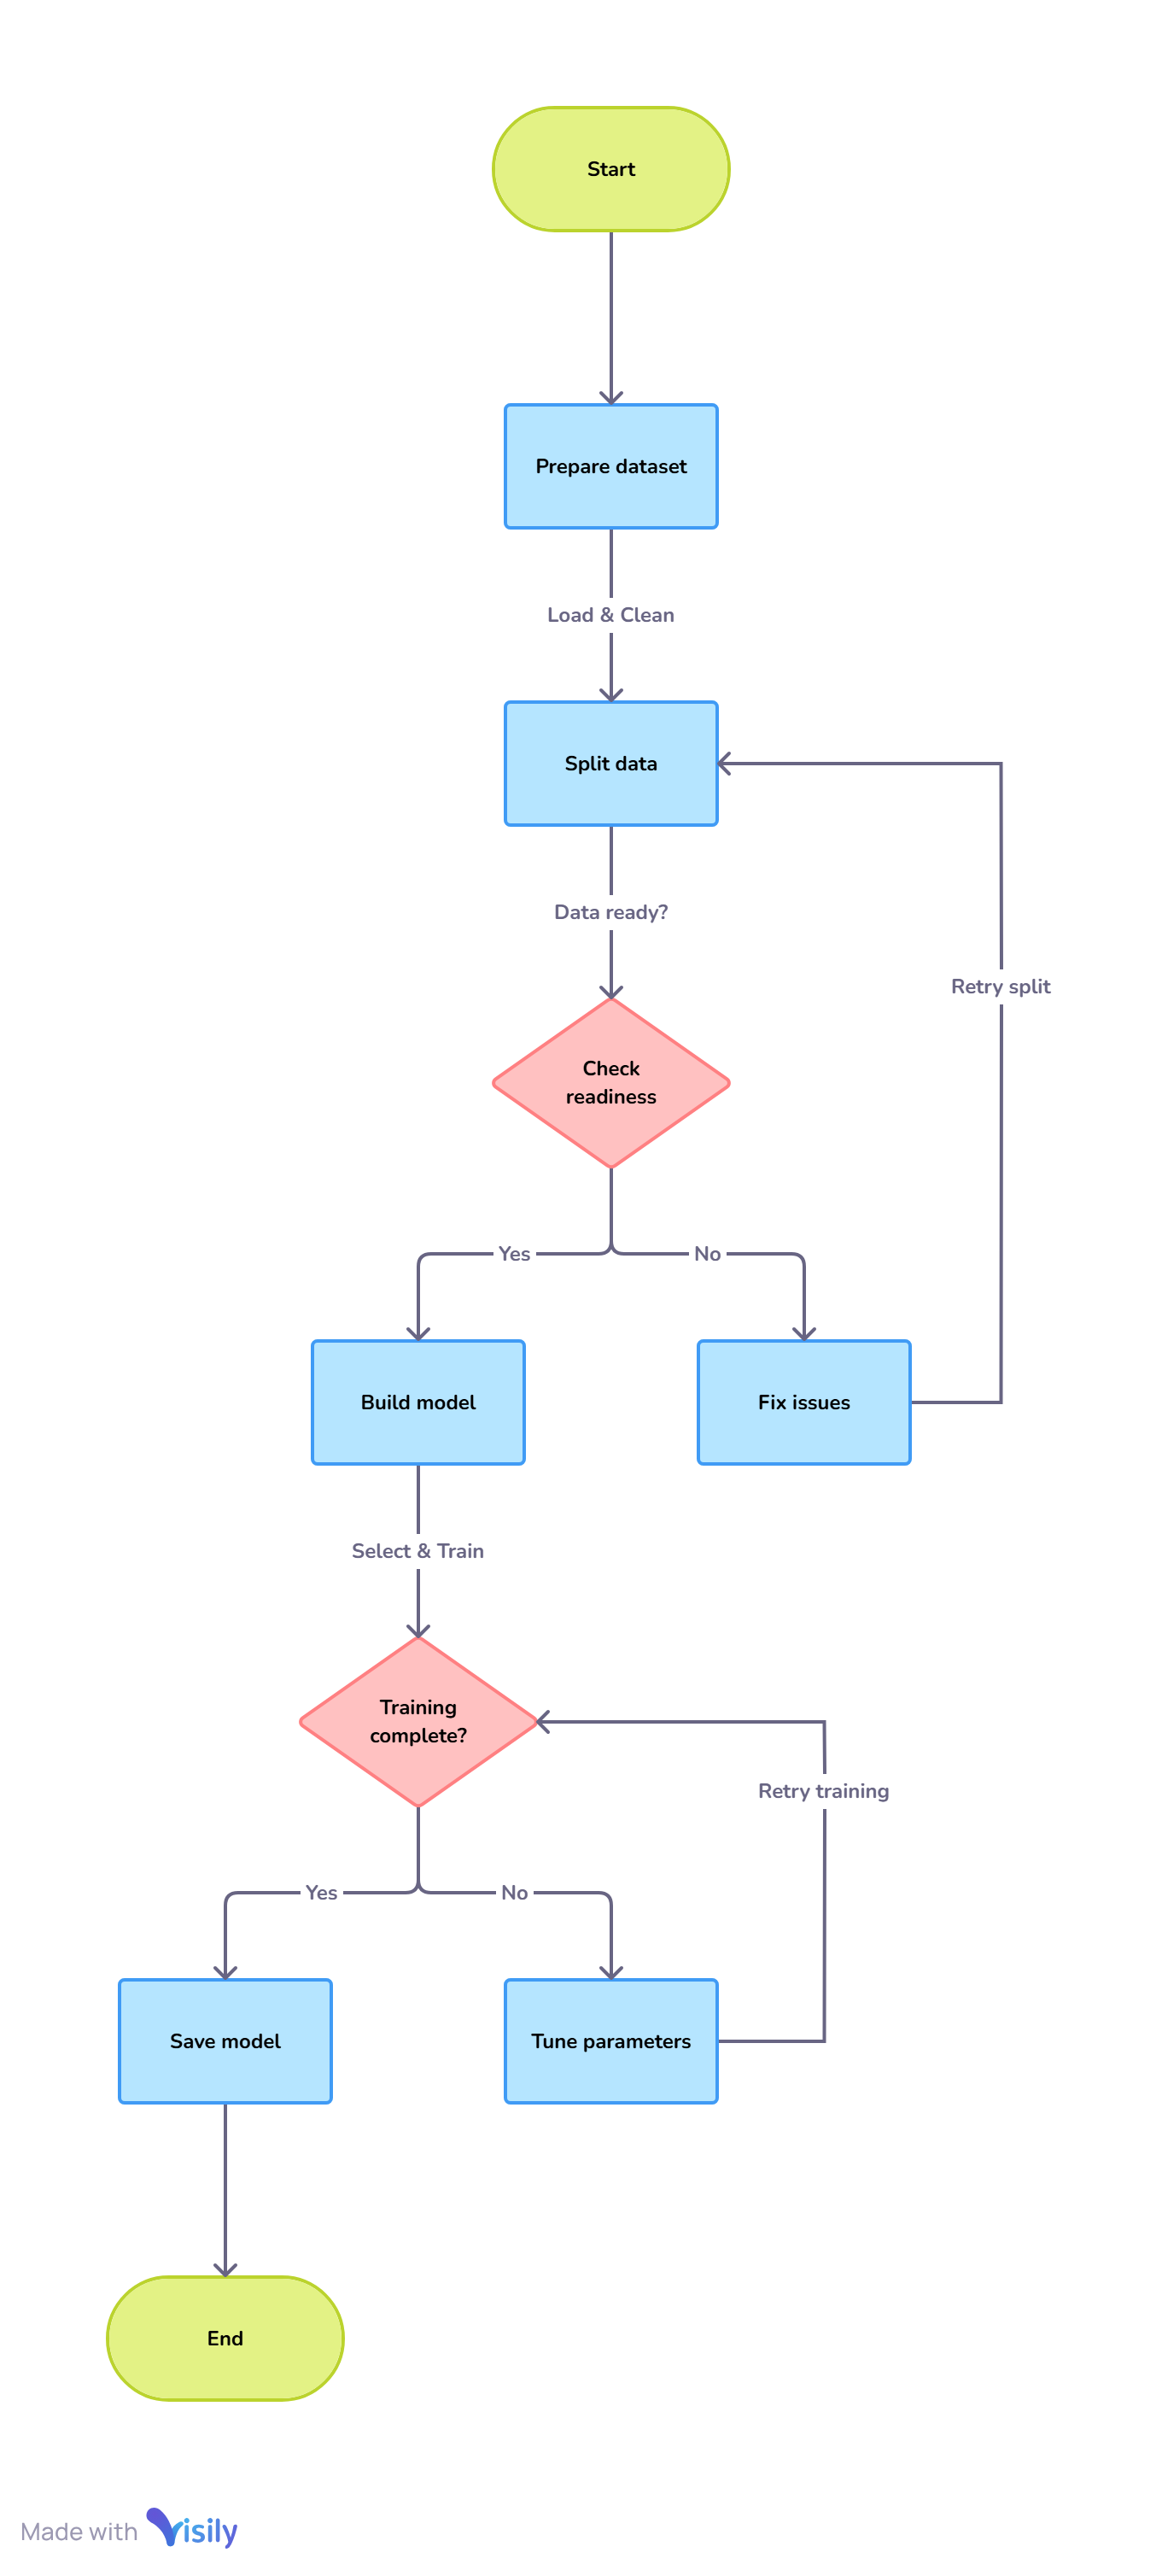 Start
Prepare dataset
Load & Clean
Split data
Data ready?
Retry split
Check
readiness
Yes
No
Build model
Fix issues
Select & Train
Training
complete?
Retry training
Yes
No
Save model
Tune parameters
End
Made with Visily